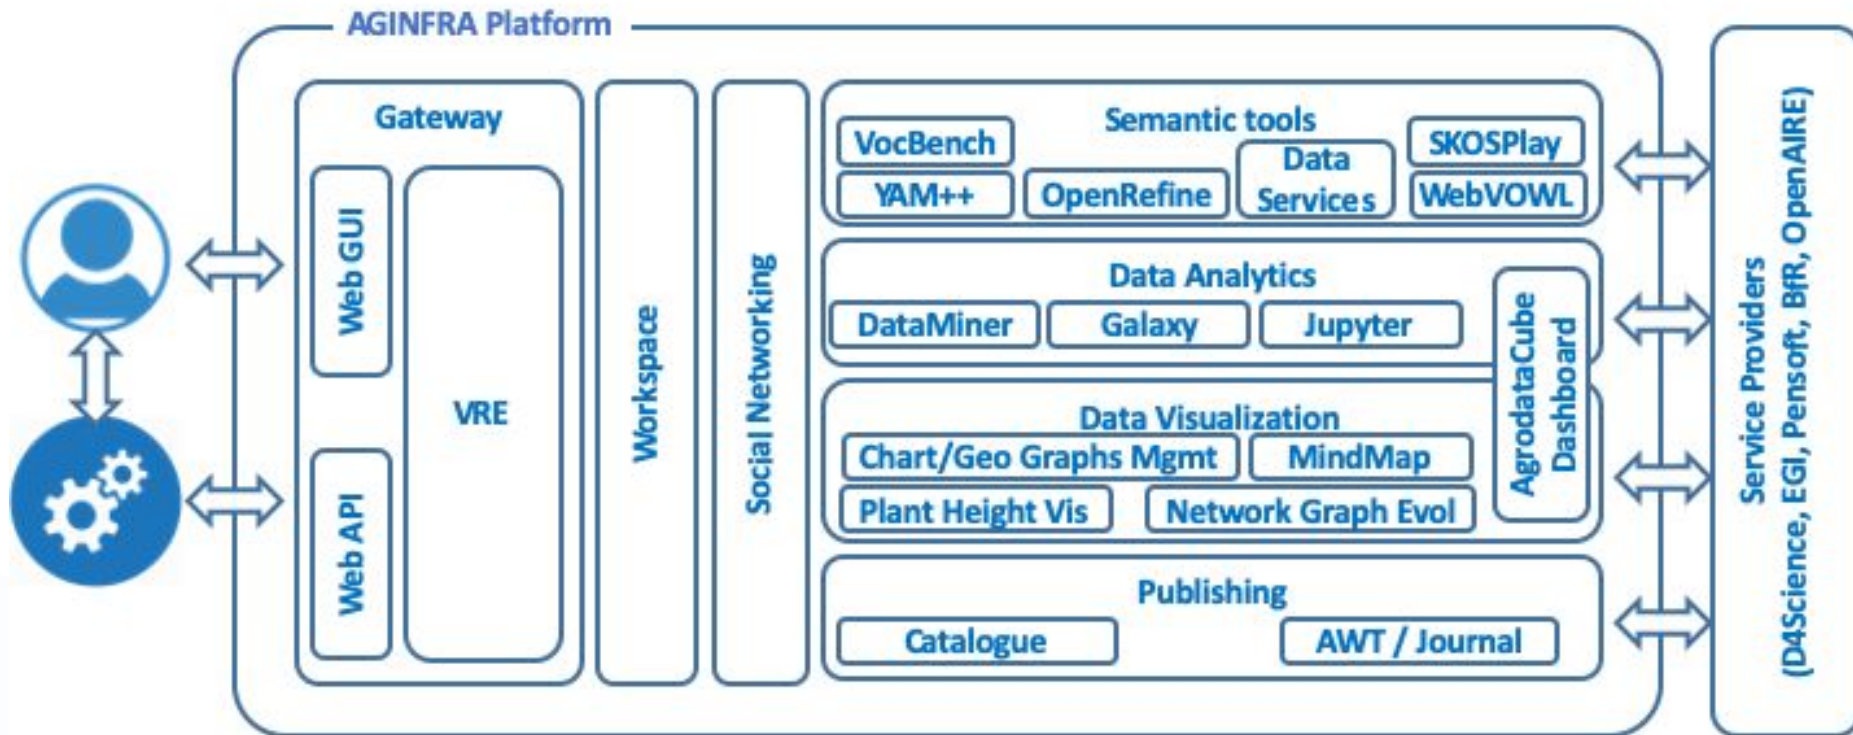 AGINFRA Platform
Gateway
Web GUI
Web API
VRE
Workspace
Social Networking
Semantic tools
VocBench
YAM++
OpenRefine
Data
Services
SKOSPlay
WebVOWL
Data Analytics
DataMiner
Galaxy
Jupyter
AgrodataCube
Dashboard
Data Visualization
Chart/Geo Graphs Mgmt
MindMap
Plant Height Vis
Network Graph Evol
Publishing
Catalogue
AWT / Journal
Service Providers
(D4Science, EGI, Pensoft, BfR, OpenAIRE)